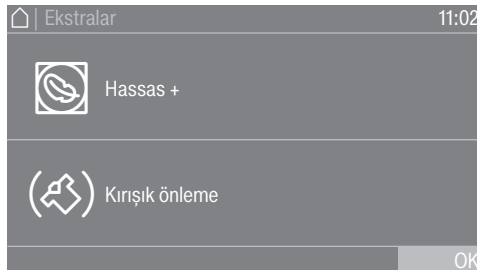 | Ekstralar 11:02
Hassas +
Kırışık önleme
OK